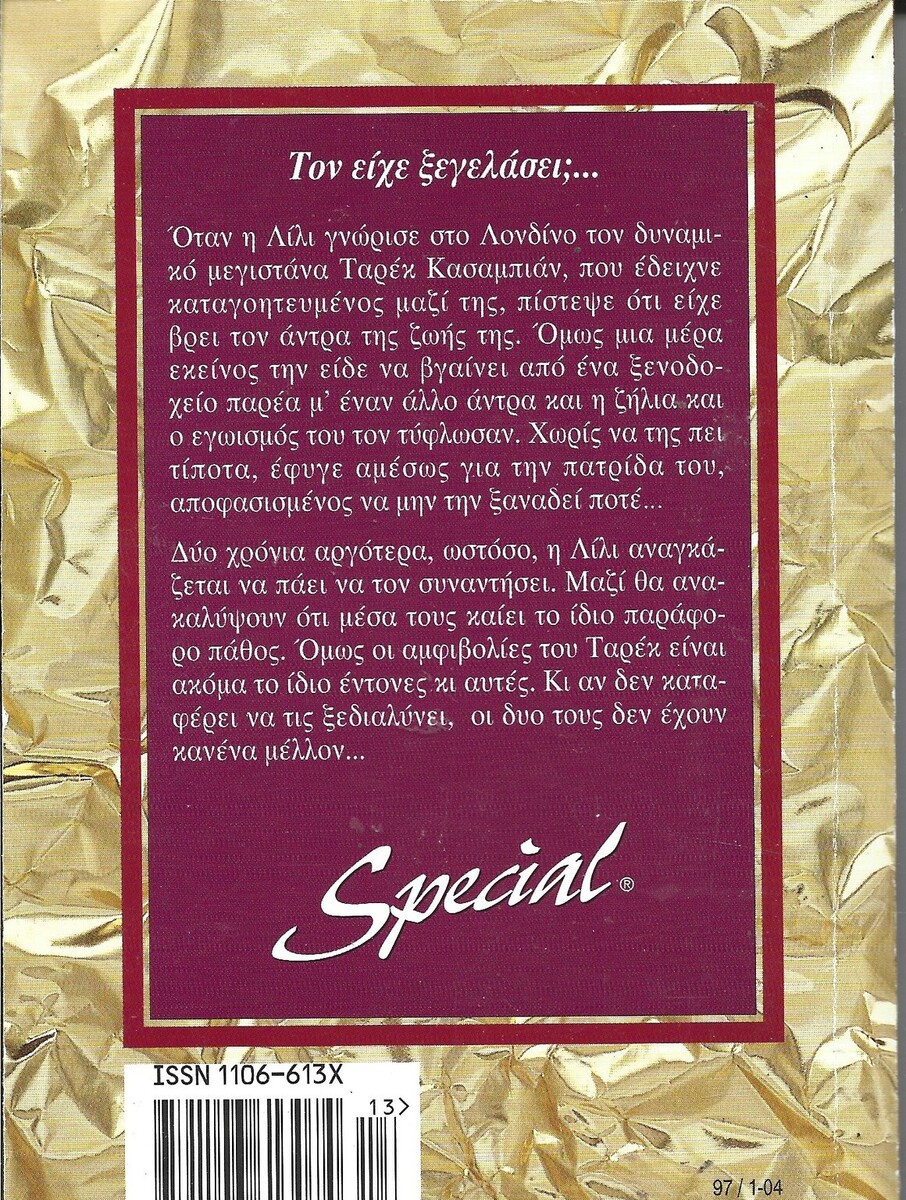 Τον είχε ξεγελάσει;...
Όταν η Λίλι γνώρισε στο Λονδίνο τον δυναμι-
κό μεγιστάνα Ταρέκ Κασαμπιάν, που έδειχνε
καταγοητευμένος μαζί της, πίστεψε ότι είχε
βρει τον άντρα της ζωής της. Όμως μια μέρα
εκείνος την είδε να βγαίνει από ένα ξενοδο-
χείο παρέα μ' έναν άλλο άντρα και η ζήλια και
ο εγωισμός του τον τύφλωσαν. Χωρίς να της πει
τίποτα, έφυγε αμέσως για την πατρίδα του,
αποφασισμένος να μην την ξαναδεί ποτέ...
Δύο χρόνια αργότερα, ωστόσο, η Λίλι αναγκά-
ζεται να πάει να τον συναντήσει. Μαζί θα ανα-
καλύψουν ότι μέσα τους καίει το ίδιο παράφο-
ρο πάθος. Όμως οι αμφιβολίες του Ταρέκ είναι
ακόμα το ίδιο έντονες κι αυτές. Κι αν δεν κατα-
φέρει να τις ξεδιαλύνει, οι δυο τους δεν έχουν
κανένα μέλλον...
Special®
ISSN 1106-613X
13>
97 / 1-04